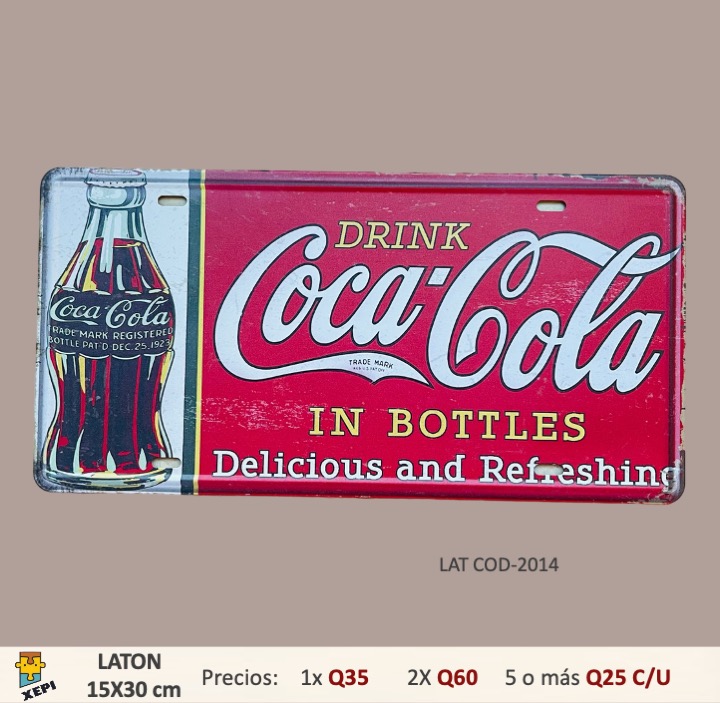 DRINK
Coca-Cola
TRADE MARK
IN BOTTLES
Delicious and Refreshing
Coca-Cola
TRADE-MARK REGISTERED
BOTTLE PAT'D DEC. 25, 1923
LAT COD-2014
XEPI
LATON
15X30 cm
Precios: 1x Q35 2X Q60 5 o más Q25 C/U